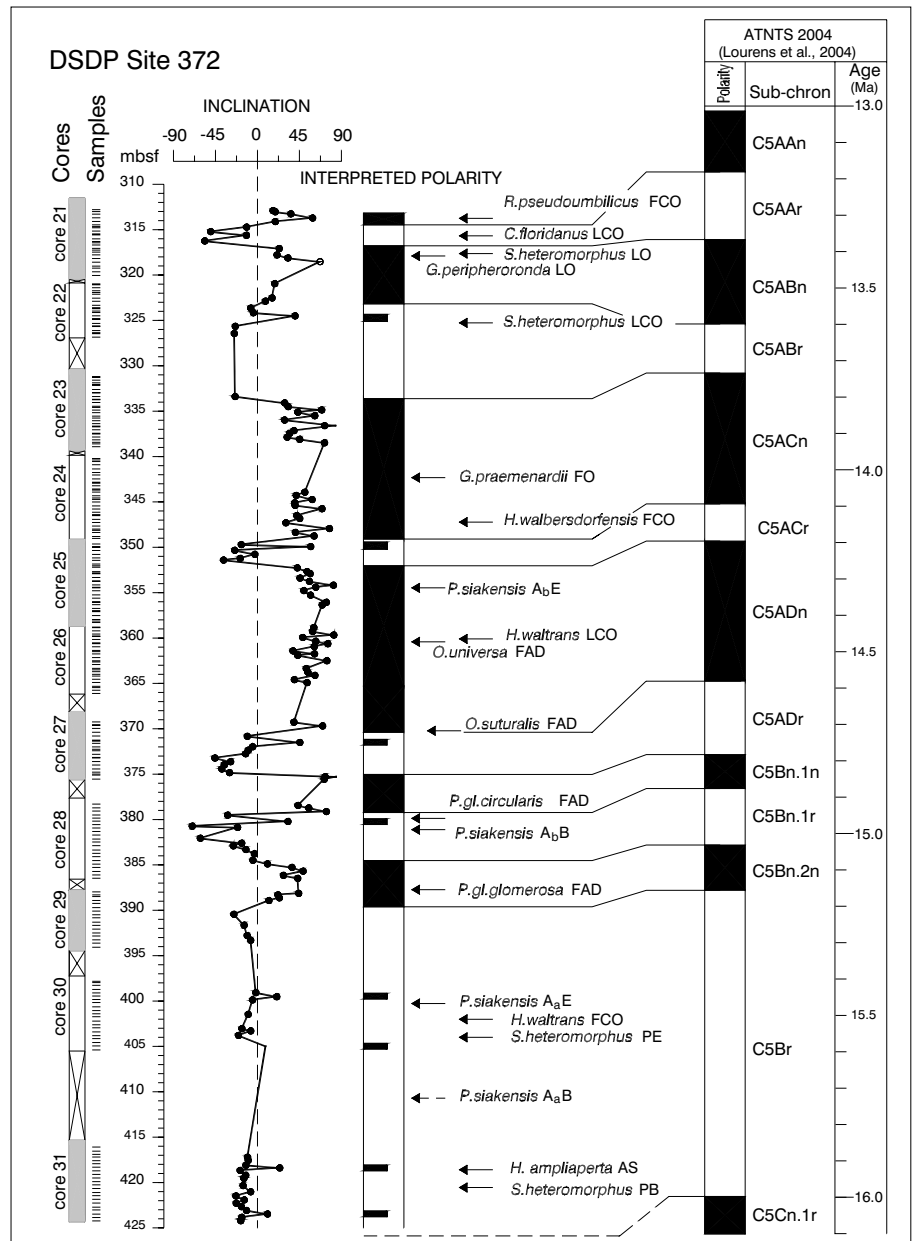 DSDP Site 372
ATNTS 2004
(Lourens et al., 2004)
Polarity
Sub-chron
Age
(Ma)
Cores
Samples
INCLINATION
-90 -45 0 45 90
mbsf
INTERPRETED POLARITY
310
315
320
325
330
335
340
345
350
355
360
365
370
375
380
385
390
395
400
405
410
415
420
425
core 21
core 22
core 23
core 24
core 25
core 26
core 27
core 28
core 29
core 30
core 31
R.pseudoumbilicus FCO
C.floridanus LCO
S.heteromorphus LO
G.peripheroronda LO
S.heteromorphus LCO
G.praemenardii FO
H.walbersdorfensis FCO
P.siakensis AbE
H.waltrans LCO
O.universa FAD
O.suturalis FAD
P.gl.circularis FAD
P.siakensis AbB
P.gl.glomerosa FAD
P.siakensis AaE
H.waltrans FCO
S.heteromorphus PE
P.siakensis AaB
H. ampliaperta AS
S.heteromorphus PB
C5AAn
C5AAr
C5ABn
C5ABr
C5ACn
C5ACr
C5ADn
C5ADr
C5Bn.1n
C5Bn.1r
C5Bn.2n
C5Br
C5Cn.1r
13.0
13.5
14.0
14.5
15.0
15.5
16.0